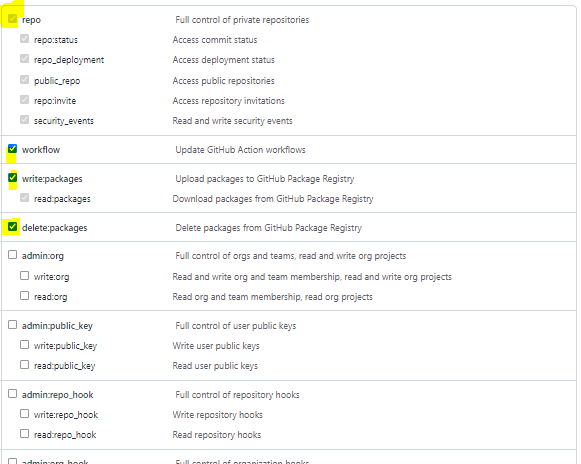 repo Full control of private repositories
repo:status Access commit status
repo_deployment Access deployment status
public_repo Access public repositories
repo:invite Access repository invitations
security_events Read and write security events
workflow Update GitHub Action workflows
write:packages Upload packages to GitHub Package Registry
read:packages Download packages from GitHub Package Registry
delete:packages Delete packages from GitHub Package Registry
admin:org Full control of orgs and teams, read and write org projects
write:org Read and write org and team membership, read and write org projects
read:org Read org and team membership, read org projects
admin:public_key Full control of user public keys
write:public_key Write user public keys
read:public_key Read user public keys
admin:repo_hook Full control of repository hooks
write:repo_hook Write repository hooks
read:repo_hook Read repository hooks
admin:org_hook Full control of organization hooks